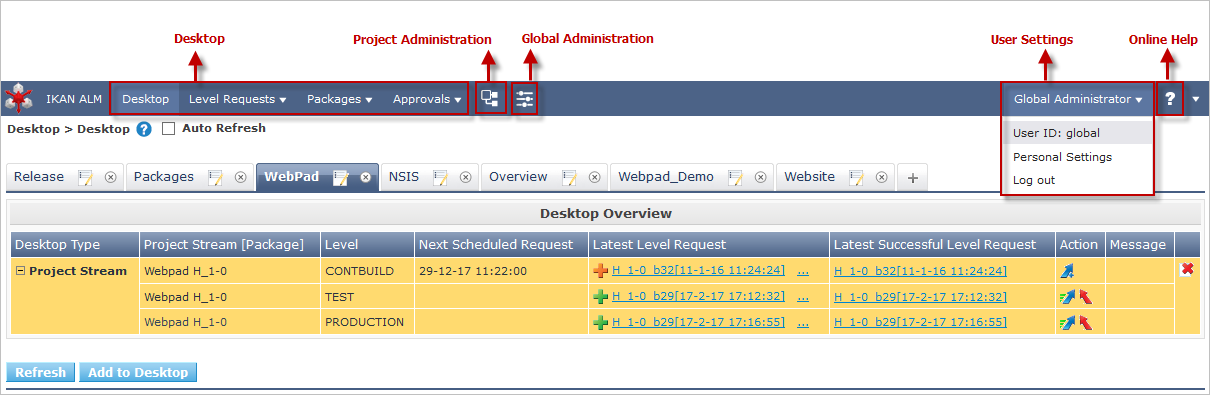 Desktop Project Administration Global Administration User Settings Online Help
IKAN ALM Desktop Level Requests Packages Approvals Global Administrator ?
Desktop > Desktop ? Auto Refresh
User ID: global
Personal Settings
Log out
Release Packages WebPad NSIS Overview Webpad_Demo Website +
Desktop Overview
Desktop Type Project Stream [Package] Level Next Scheduled Request Latest Level Request Latest Successful Level Request Action Message
Project Stream Webpad H_1-0 CONTBUILD 29-12-17 11:22:00 H_1-0_b32[11-1-16 11:24:24] ... H_1-0_b32[11-1-16 11:24:24]
Webpad H_1-0 TEST H_1-0_b29[17-2-17 17:12:32] ... H_1-0_b29[17-2-17 17:12:32]
Webpad H_1-0 PRODUCTION H_1-0_b29[17-2-17 17:16:55] ... H_1-0_b29[17-2-17 17:16:55]
Refresh Add to Desktop